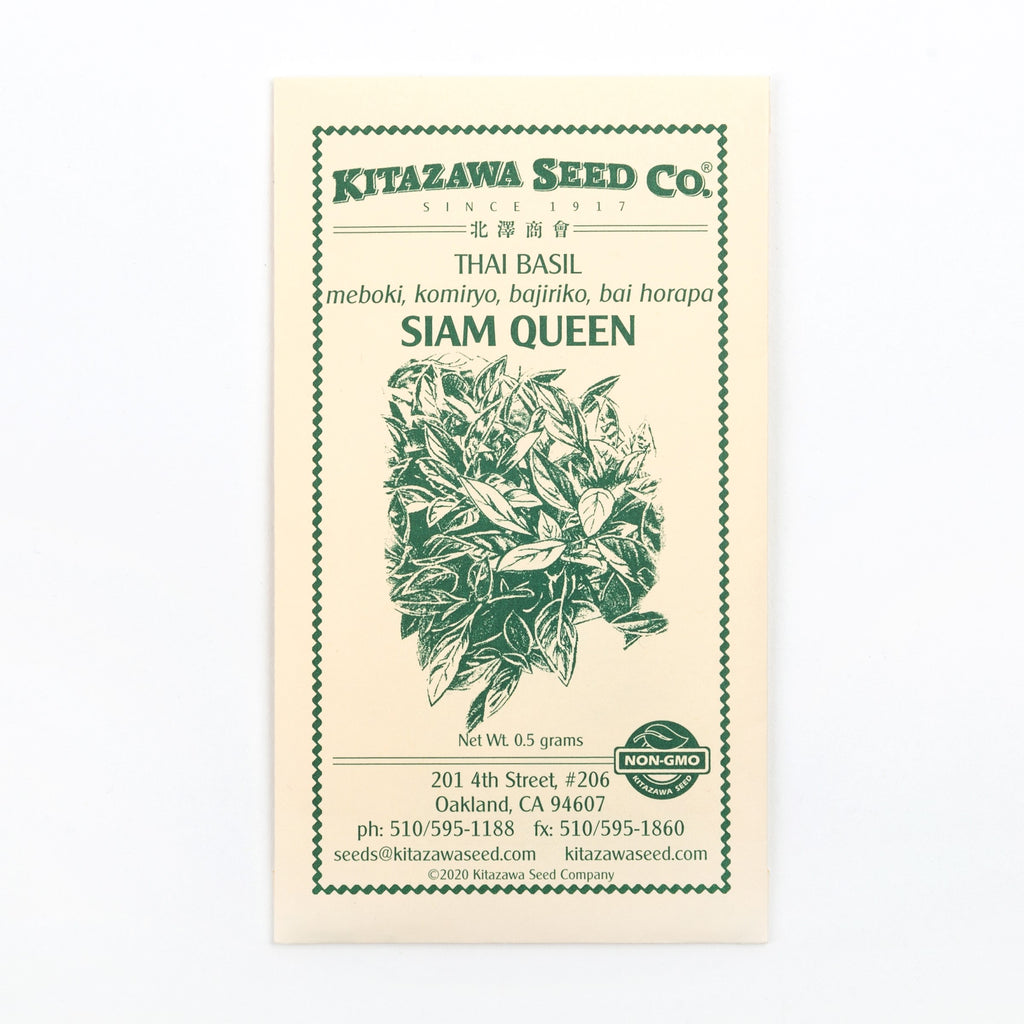 KITAZAWA SEED CO.®
SINCE 1917
北澤商會
THAI BASIL
meboki, komiryo, bajiriko, bai horapa
SIAM QUEEN
Net Wt. 0.5 grams
NON-GMO
KITAZAWA SEED
201 4th Street, #206
Oakland, CA 94607
ph: 510/595-1188 fx: 510/595-1860
seeds@kitazawaseed.com kitazawaseed.com
©2020 Kitazawa Seed Company